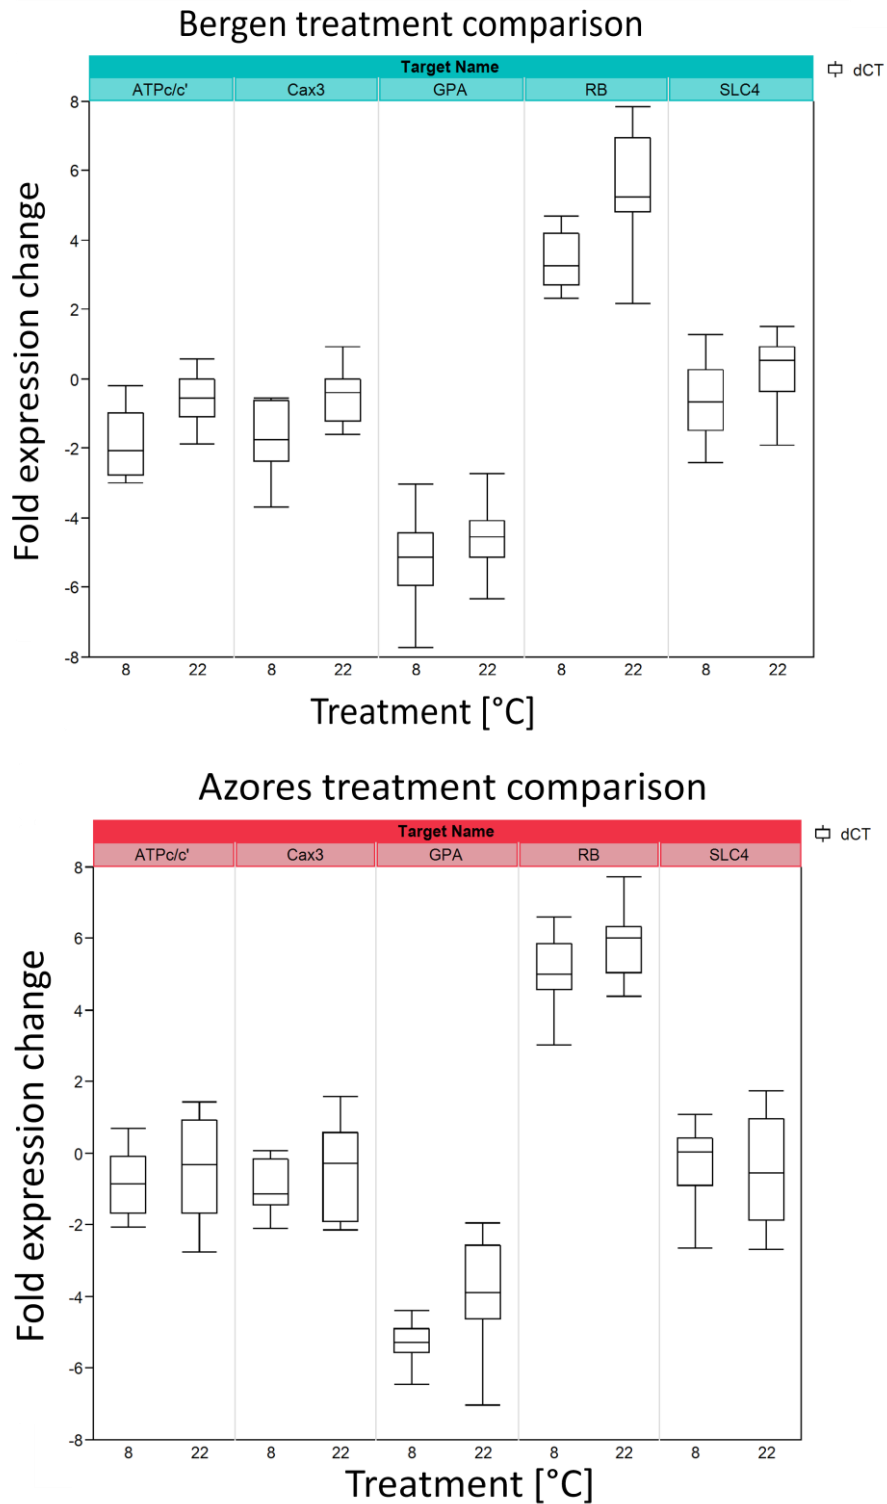 Bergen treatment comparison
Target Name
dCT
ATPc/c' Cax3 GPA RB SLC4
Fold expression change
8
6
4
2
0
-2
-4
-6
-8
8 22 8 22 8 22 8 22 8 22
Treatment [°C]
Azores treatment comparison
Target Name
dCT
ATPc/c' Cax3 GPA RB SLC4
Fold expression change
8
6
4
2
0
-2
-4
-6
-8
8 22 8 22 8 22 8 22 8 22
Treatment [°C]